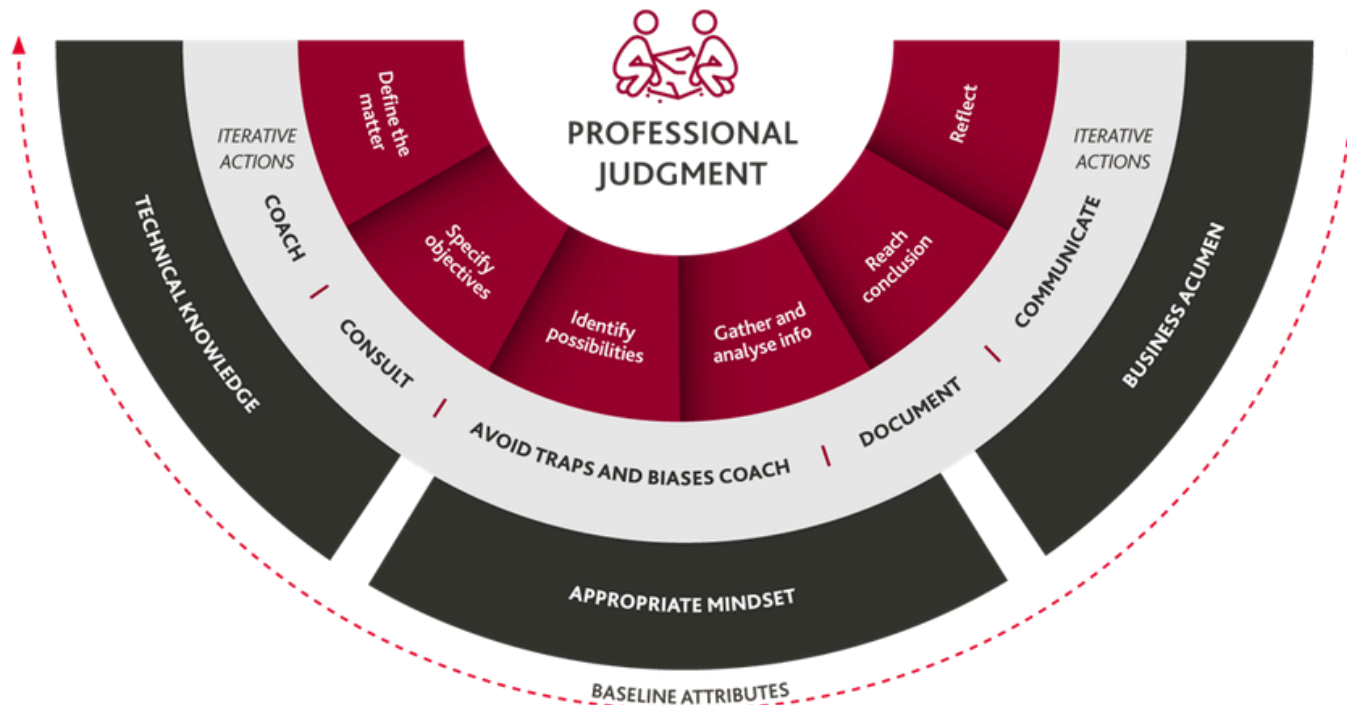 PROFESSIONAL
JUDGMENT
Define the
matter
Specify
objectives
Identify
possibilities
Gather and
analyse info
Reach
conclusion
Reflect
ITERATIVE
ACTIONS
COACH | CONSULT | AVOID TRAPS AND BIASES COACH | DOCUMENT | COMMUNICATE
ITERATIVE
ACTIONS
TECHNICAL KNOWLEDGE
APPROPRIATE MINDSET
BUSINESS ACUMEN
BASELINE ATTRIBUTES